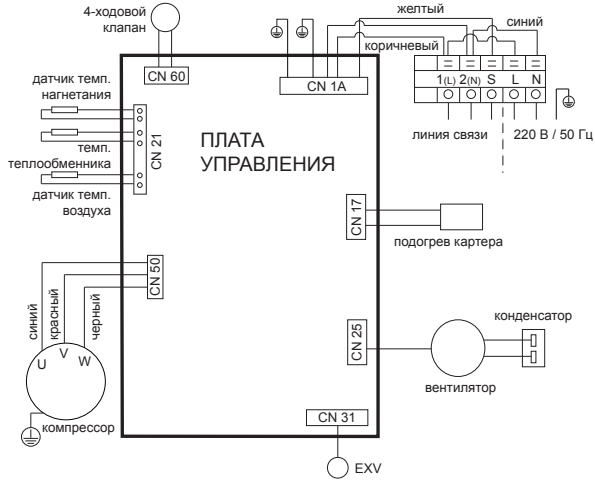 4-ходовой
клапан
желтый
синий
коричневый
CN 60
CN 1A
1(L) 2(N) S L N
линия связи 220 В / 50 Гц
датчик темп.
нагнетания
темп.
теплообменника
датчик темп.
воздуха
CN 21
ПЛАТА
УПРАВЛЕНИЯ
CN 17
подогрев картера
CN 50
синий
красный
черный
U V W
компрессор
CN 25
вентилятор
конденсатор
CN 31
EXV